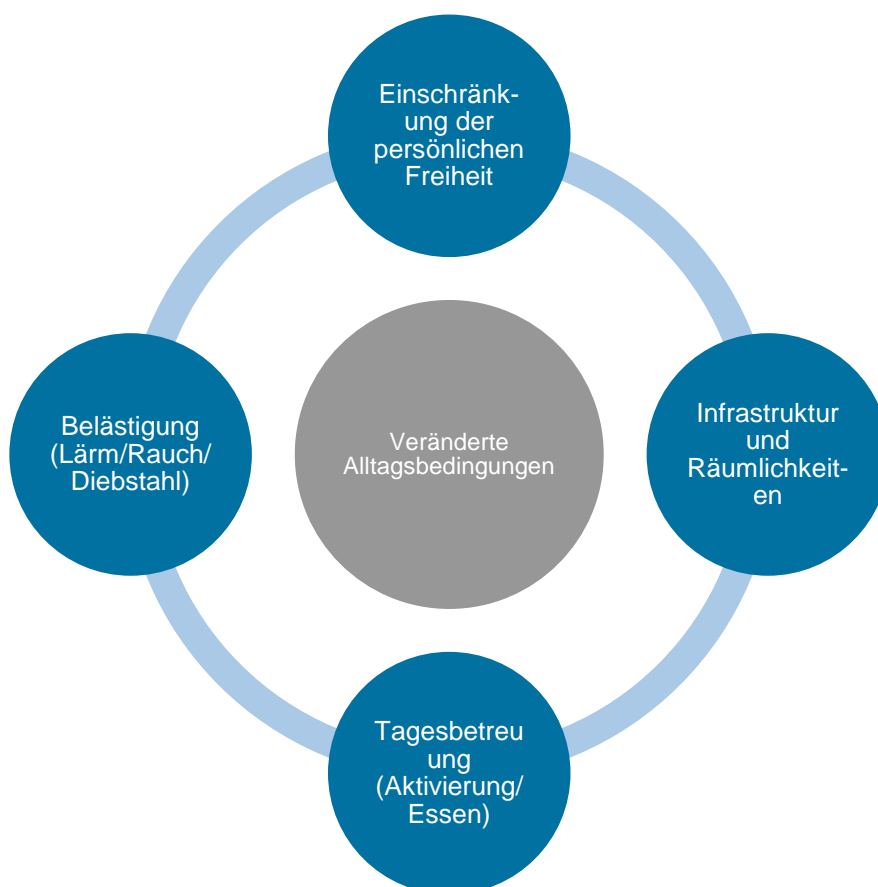 Einschränk-
ung der
persönlichen
Freiheit
Belästigung
(Lärm/Rauch/
Diebstahl)
Veränderte
Alltagsbedingungen
Infrastruktur
und
Räumlichkeit-
en
Tagesbetreu
ung
(Aktivierung/
Essen)